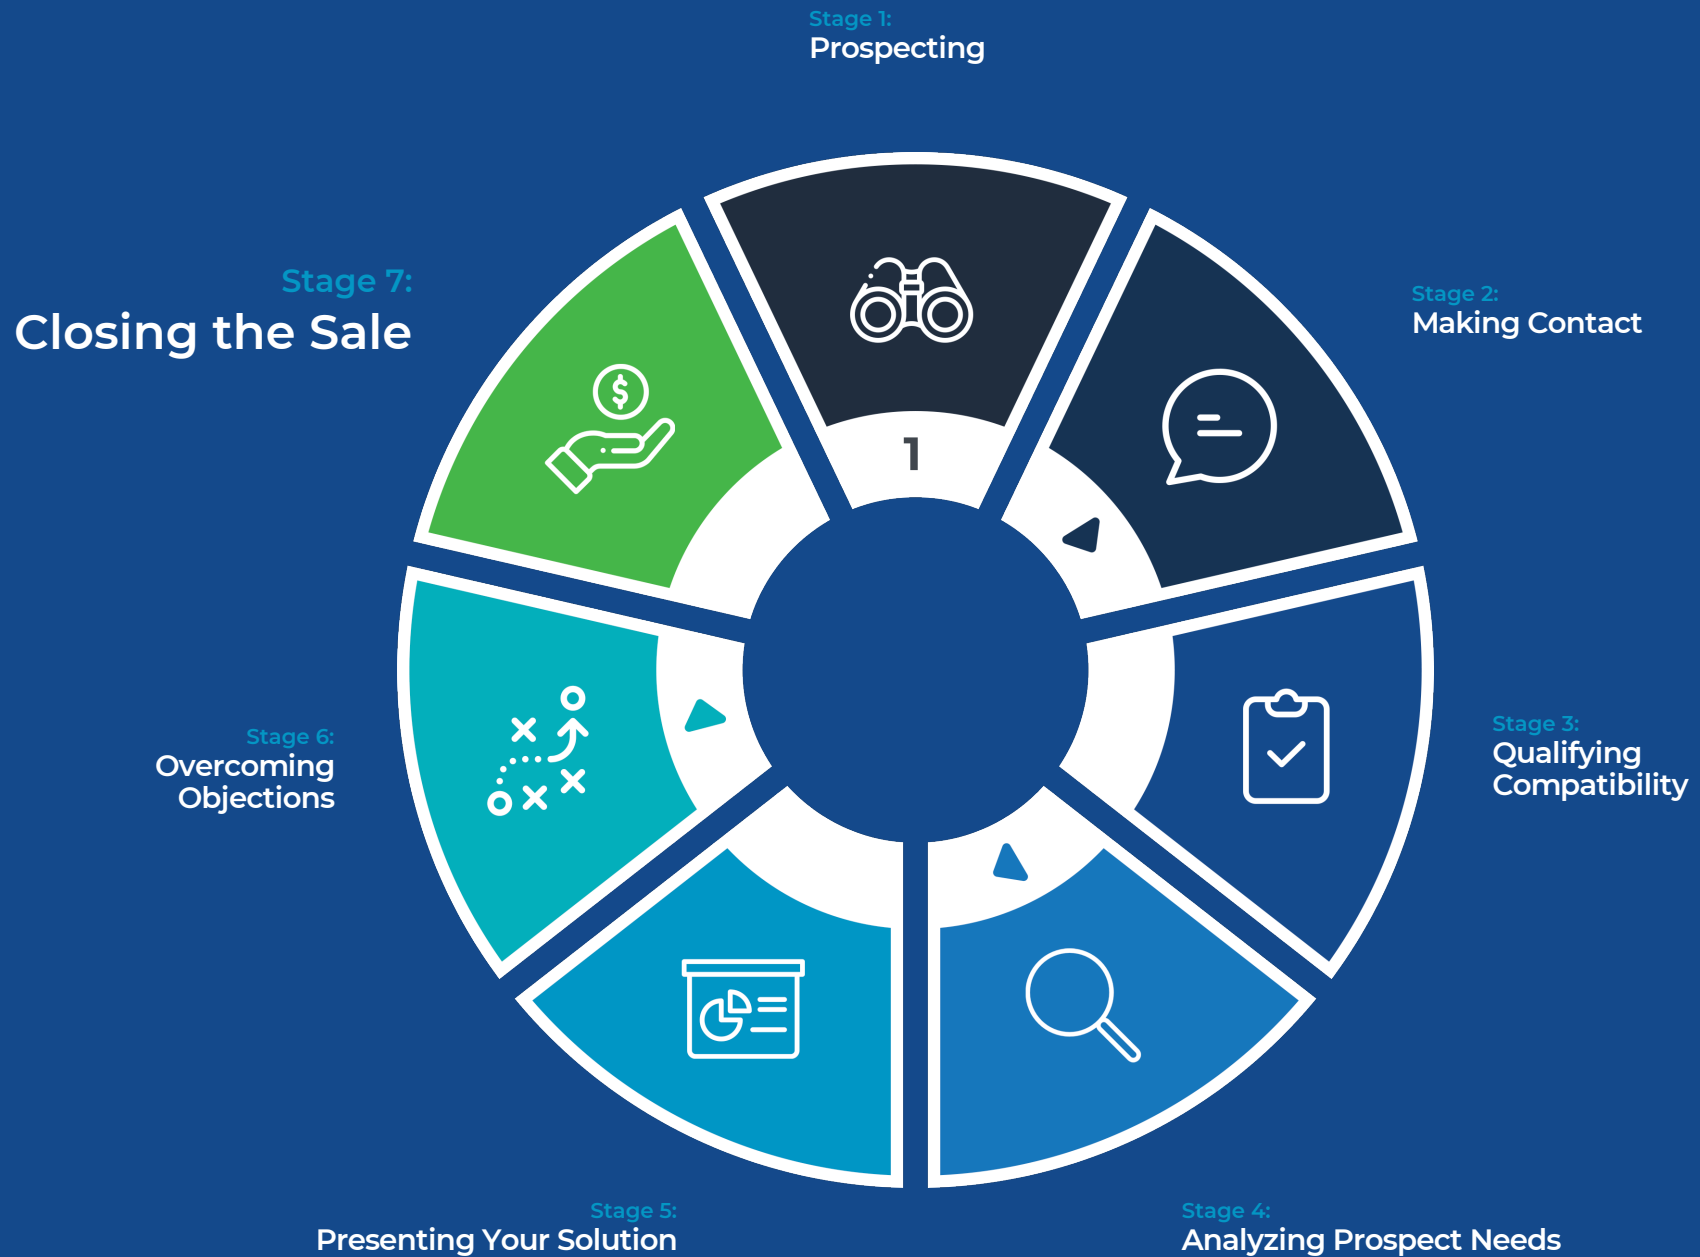 Stage 1:
Prospecting
Stage 2:
Making Contact
Stage 3:
Qualifying
Compatibility
Stage 4:
Analyzing Prospect Needs
Stage 5:
Presenting Your Solution
Stage 6:
Overcoming
Objections
Stage 7:
Closing the Sale
$
1